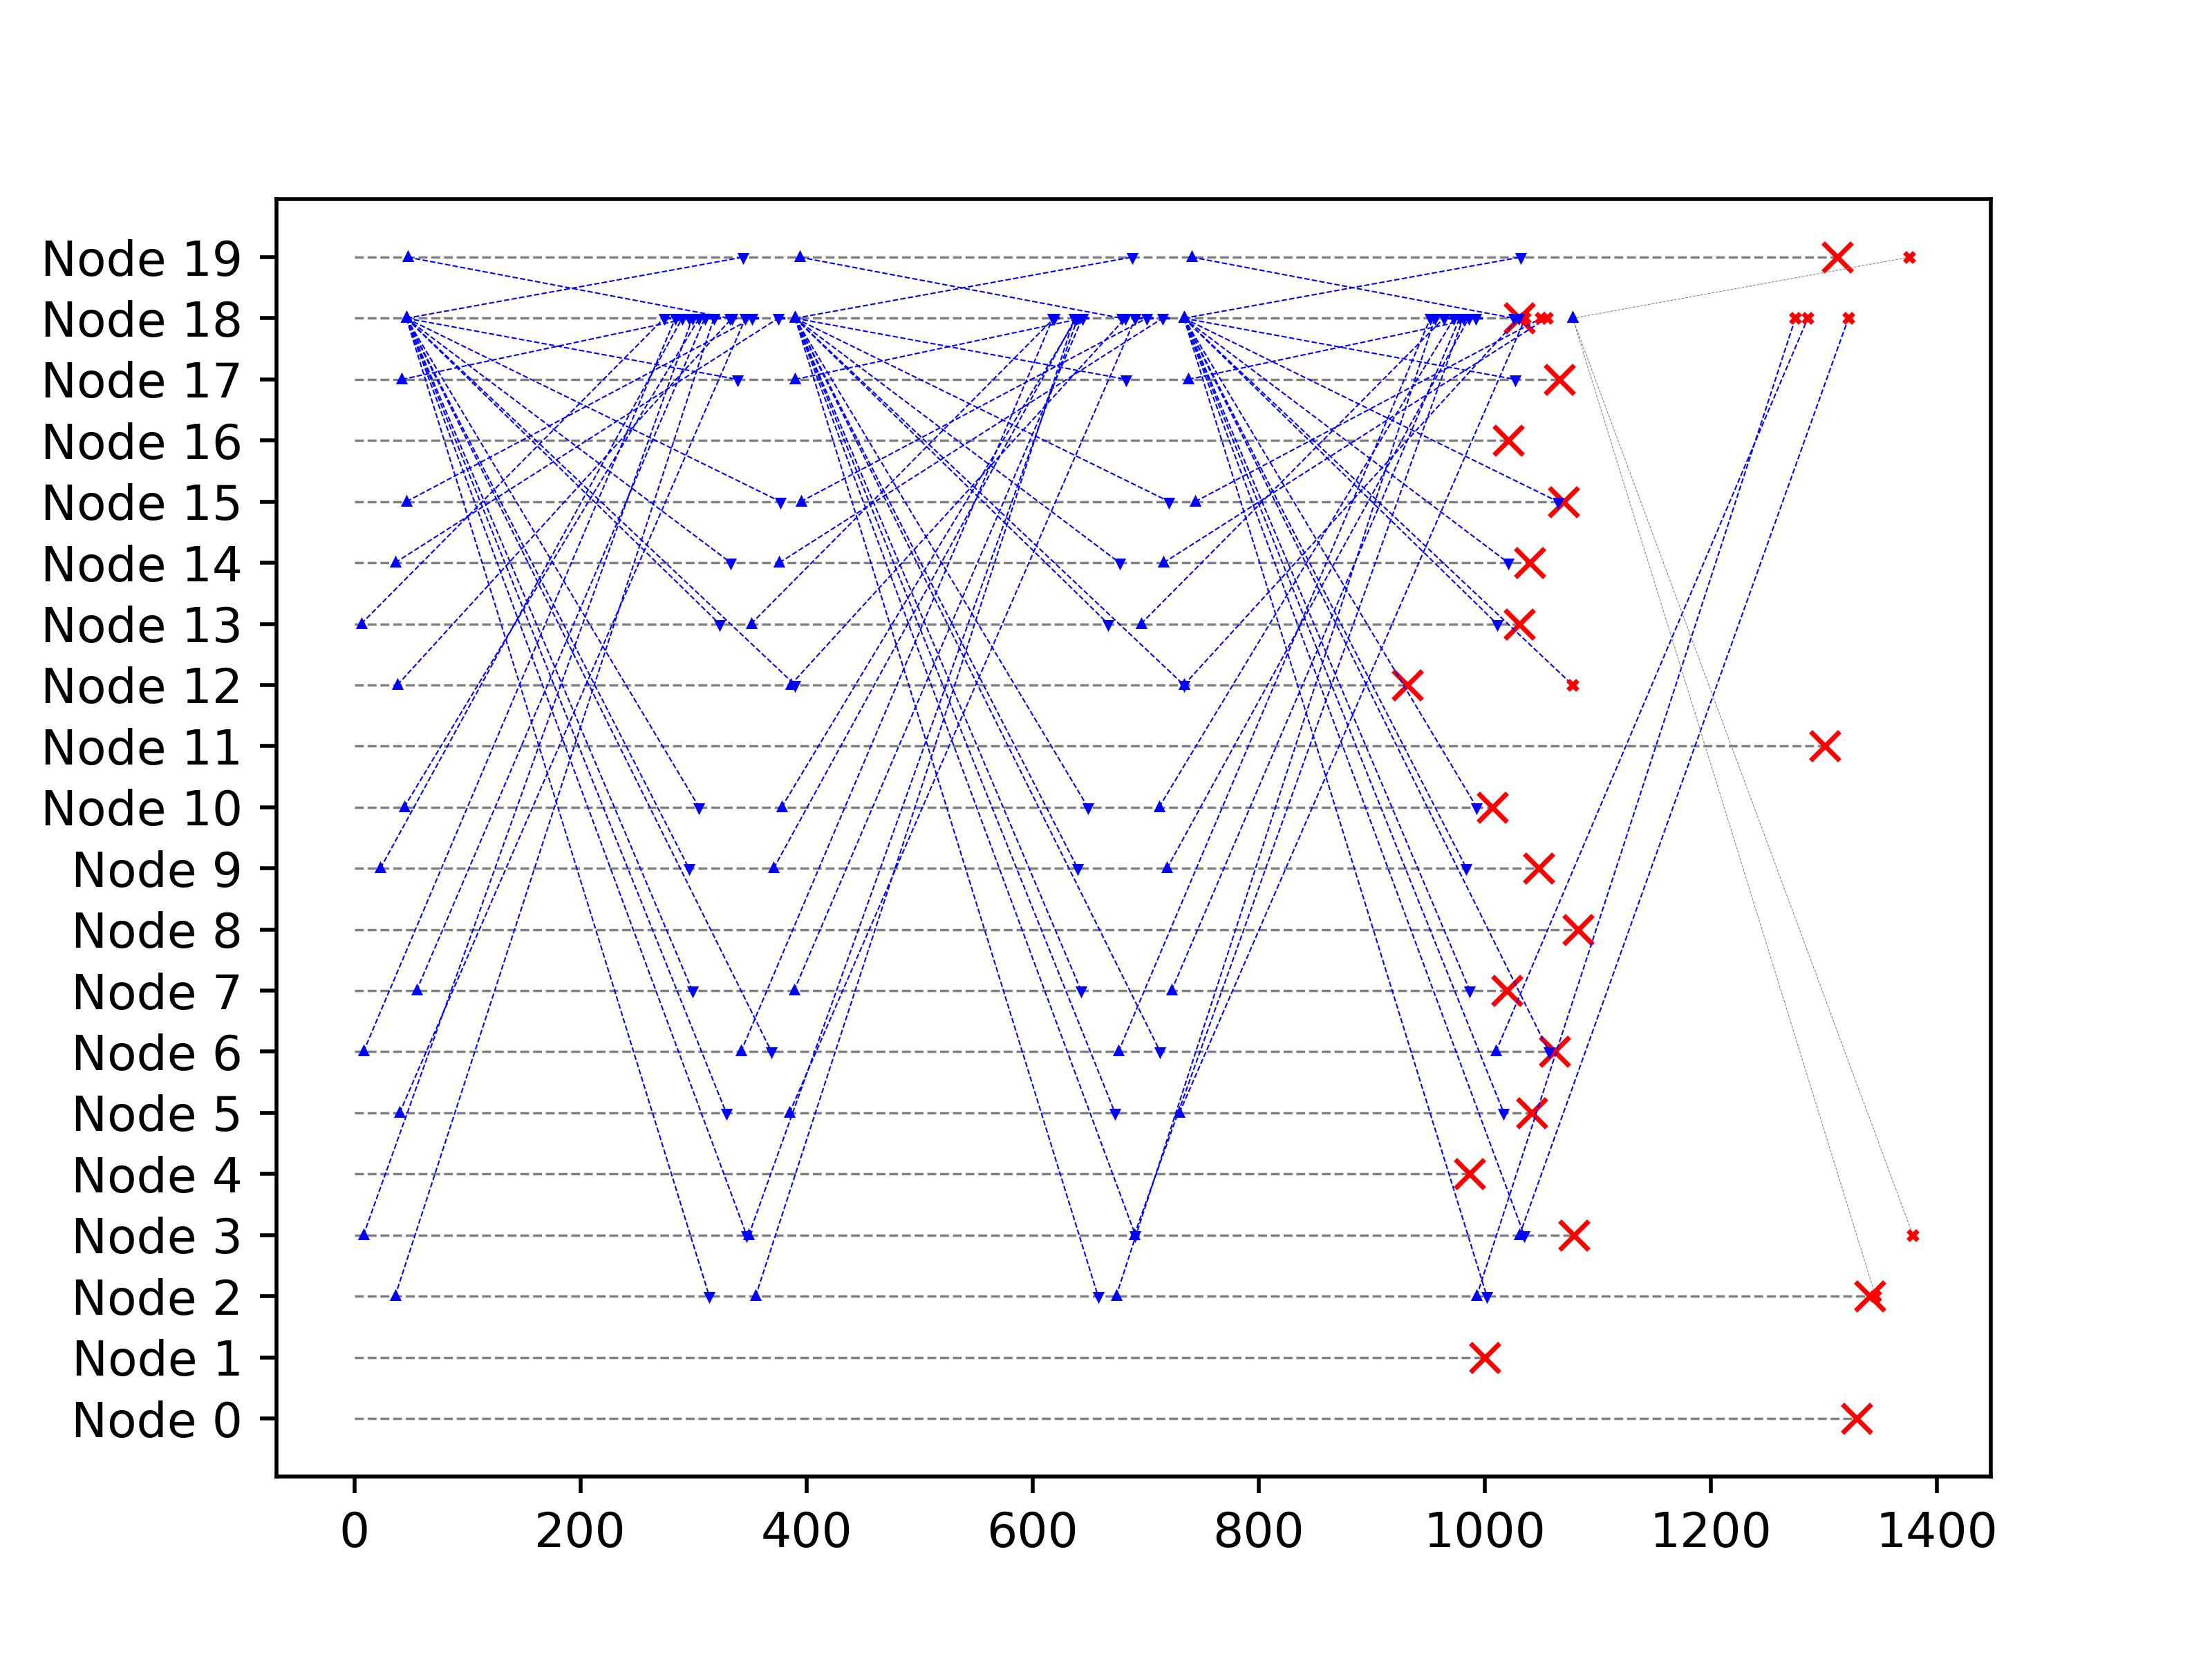 Node 19
Node 18
Node 17
Node 16
Node 15
Node 14
Node 13
Node 12
Node 11
Node 10
Node 9
Node 8
Node 7
Node 6
Node 5
Node 4
Node 3
Node 2
Node 1
Node 0
0 200 400 600 800 1000 1200 1400